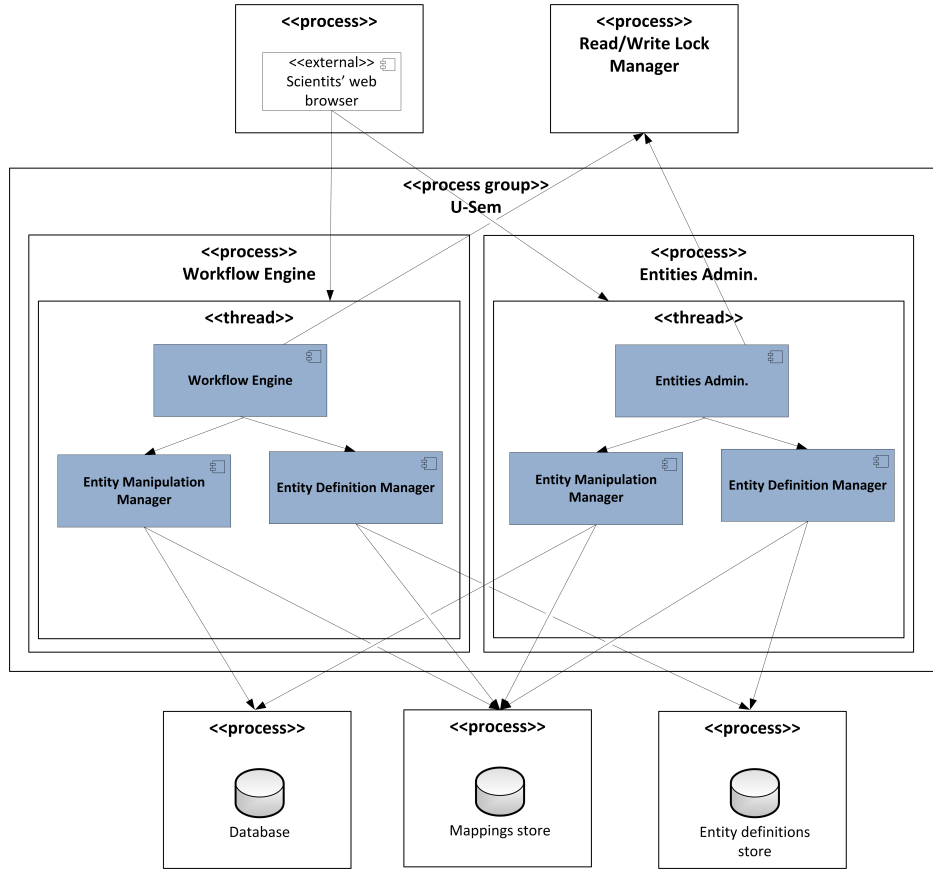 <<process>>
<<external>>
Scientits' web
browser
<<process>>
Read/Write Lock
Manager
<<process group>>
U-Sem
<<process>>
Workflow Engine
<<thread>>
Workflow Engine
Entity Manipulation
Manager
Entity Definition Manager
<<process>>
Entities Admin.
<<thread>>
Entities Admin.
Entity Manipulation
Manager
Entity Definition Manager
<<process>>
Database
<<process>>
Mappings store
<<process>>
Entity definitions
store